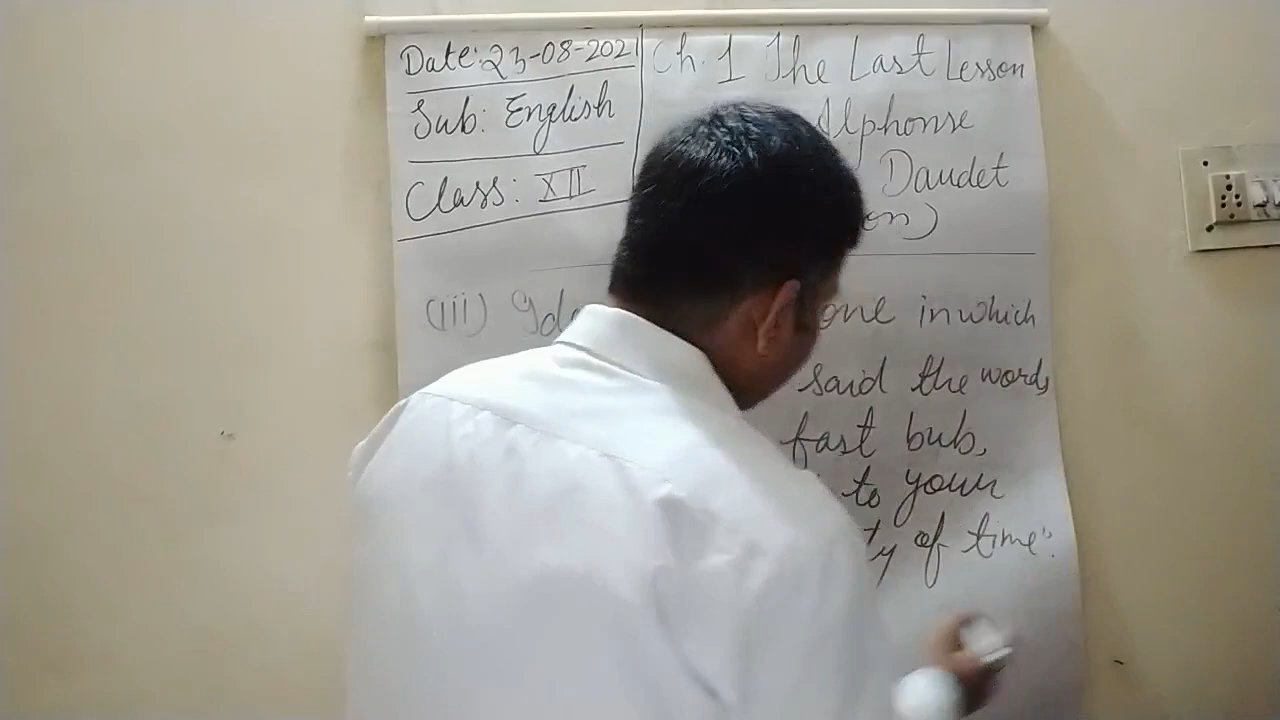 Date: 23-08-2021
Sub: English
Class: XII
Ch. 1 The Last Lesson
Alphonse
Daudet
on)
(iii) one in which
said the words
fast bub,
to your
ty of time".